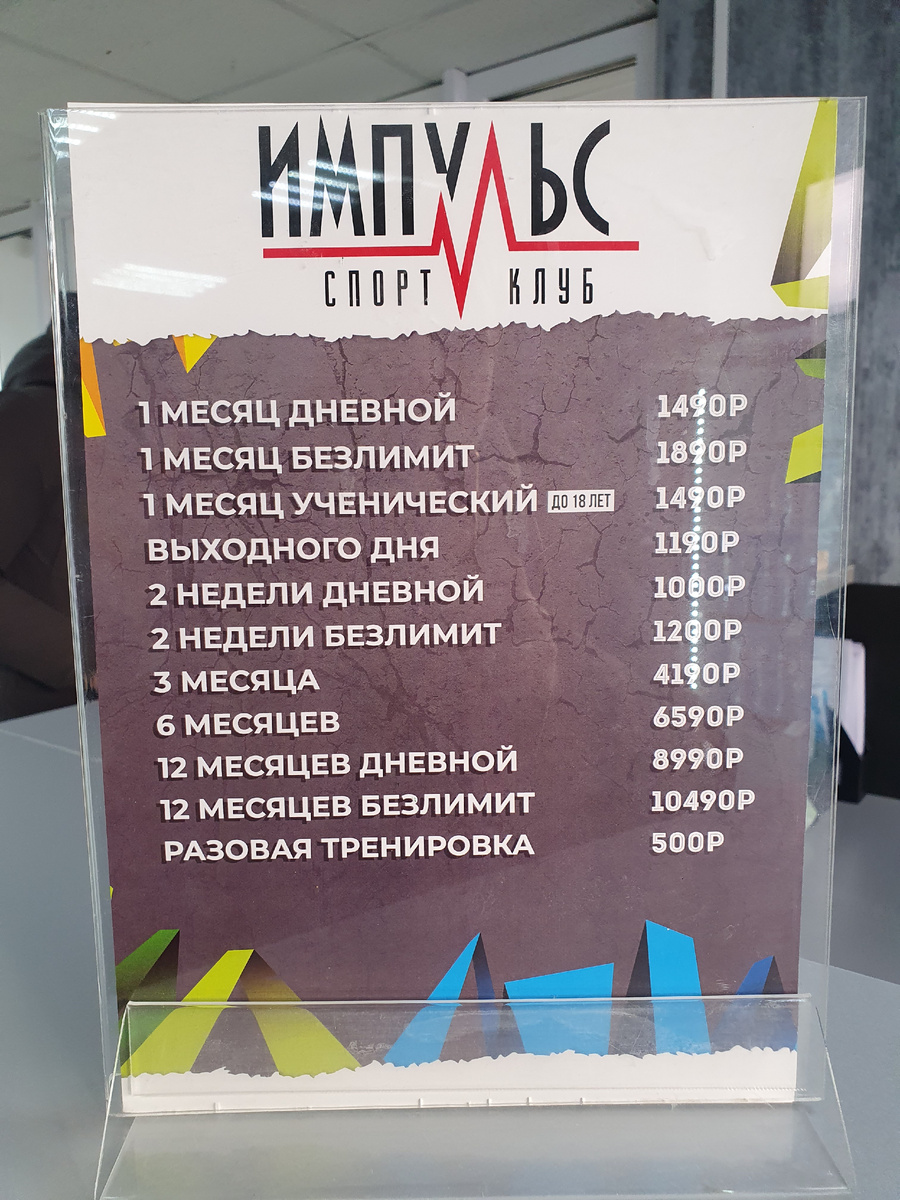 ИМПУЛЬС
СПОРТ КЛУБ
1 МЕСЯЦ ДНЕВНОЙ 1490Р
1 МЕСЯЦ БЕЗЛИМИТ 1890Р
1 МЕСЯЦ УЧЕНИЧЕСКИЙ ДО 18 ЛЕТ 1490Р
ВЫХОДНОГО ДНЯ 1190Р
2 НЕДЕЛИ ДНЕВНОЙ 1000Р
2 НЕДЕЛИ БЕЗЛИМИТ 1200Р
3 МЕСЯЦА 4190Р
6 МЕСЯЦЕВ 6590Р
12 МЕСЯЦЕВ ДНЕВНОЙ 8990Р
12 МЕСЯЦЕВ БЕЗЛИМИТ 10490Р
РАЗОВАЯ ТРЕНИРОВКА 500Р